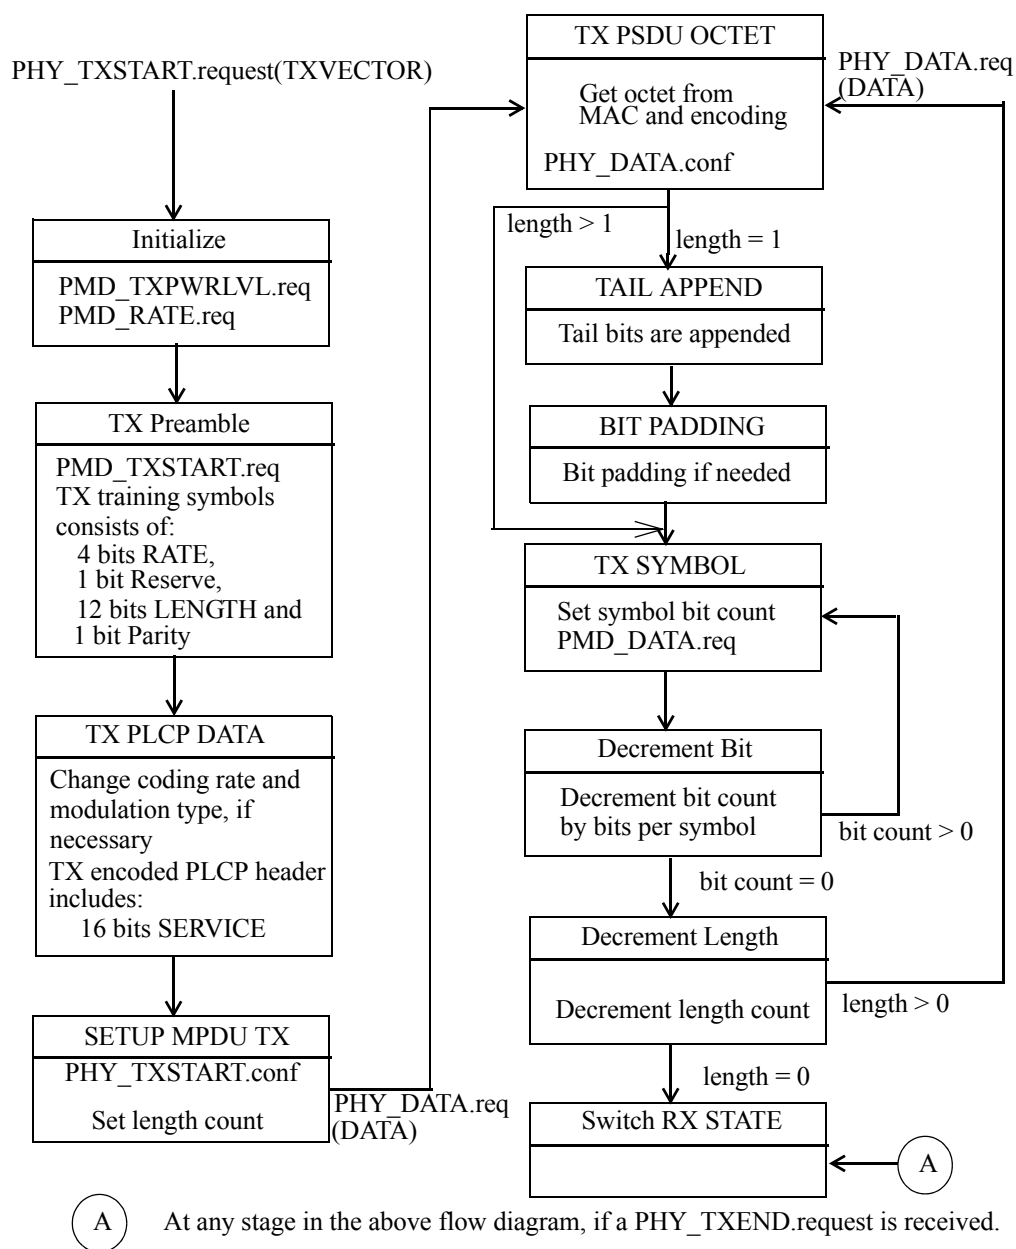 PHY_TXSTART.request(TXVECTOR)
Initialize
PMD_TXPWRLVL.req
PMD_RATE.req
TX Preamble
PMD_TXSTART.req
TX training symbols
consists of:
4 bits RATE,
1 bit Reserve,
12 bits LENGTH and
1 bit Parity
TX PLCP DATA
Change coding rate and
modulation type, if
necessary
TX encoded PLCP header
includes:
16 bits SERVICE
SETUP MPDU TX
PHY_TXSTART.conf
Set length count
PHY_DATA.req
(DATA)
TX PSDU OCTET
Get octet from
MAC and encoding
PHY_DATA.conf
PHY_DATA.req
(DATA)
length > 1
length = 1
TAIL APPEND
Tail bits are appended
BIT PADDING
Bit padding if needed
TX SYMBOL
Set symbol bit count
PMD_DATA.req
Decrement Bit
Decrement bit count
by bits per symbol
bit count > 0
bit count = 0
Decrement Length
Decrement length count
length > 0
length = 0
Switch RX STATE
A
A At any stage in the above flow diagram, if a PHY_TXEND.request is received.